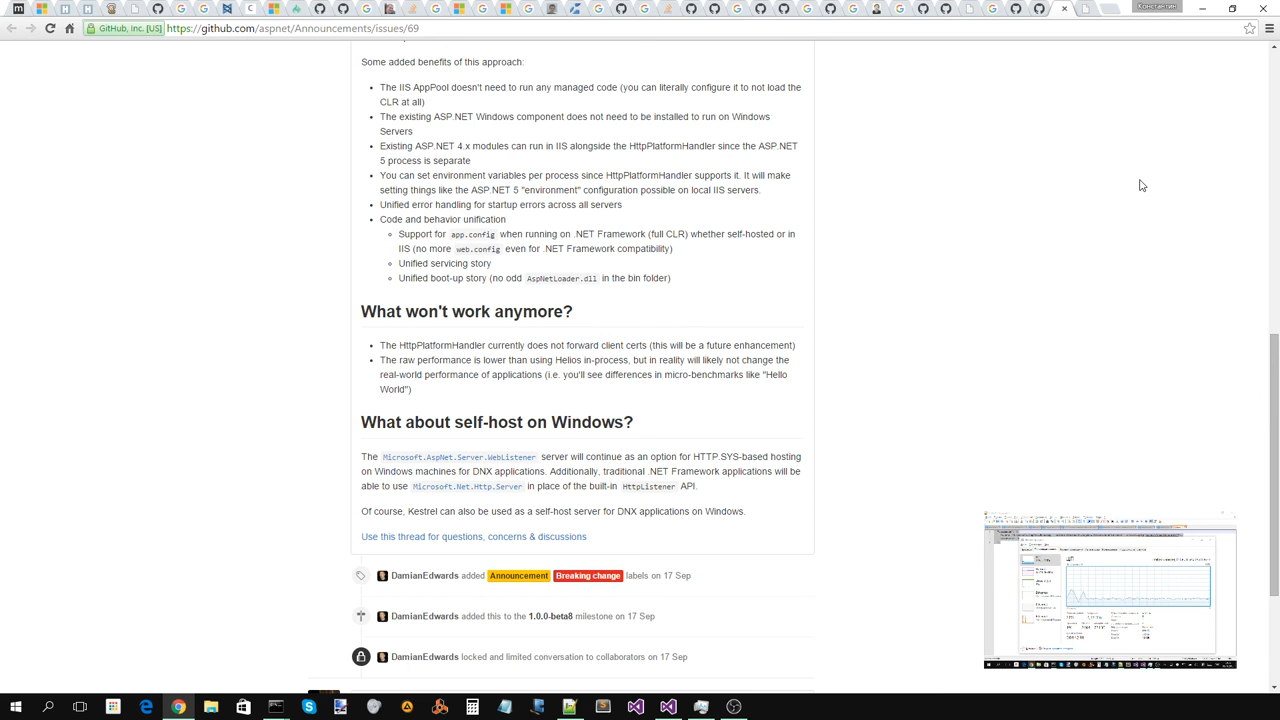 Константин
GitHub, Inc. [US]
https://github.com/aspnet/Announcements/issues/69
Some added benefits of this approach:
The IIS AppPool doesn't need to run any managed code (you can literally configure it to not load the
CLR at all)
The existing ASP.NET Windows component does not need to be installed to run on Windows
Servers
Existing ASP.NET 4.x modules can run in IIS alongside the HttpPlatformHandler since the ASP.NET
5 process is separate
You can set environment variables per process since HttpPlatformHandler supports it. It will make
setting things like the ASP.NET 5 "environment" configuration possible on local IIS servers.
Unified error handling for startup errors across all servers
Code and behavior unification
Support for app.config when running on .NET Framework (full CLR) whether self-hosted or in
IIS (no more web.config even for .NET Framework compatibility)
Unified servicing story
Unified boot-up story (no odd AspNetLoader.dll in the bin folder)
What won't work anymore?
The HttpPlatformHandler currently does not forward client certs (this will be a future enhancement)
The raw performance is lower than using Helios in-process, but in reality will likely not change the
real-world performance of applications (i.e. you'll see differences in micro-benchmarks like "Hello
World")
What about self-host on Windows?
The Microsoft.AspNet.Server.WebListener server will continue as an option for HTTP.SYS-based hosting
on Windows machines for DNX applications. Additionally, traditional .NET Framework applications will be
able to use Microsoft.Net.Http.Server in place of the built-in HttpListener API.
Of course, Kestrel can also be used as a self-host server for DNX applications on Windows.
Use this thread for questions, concerns & discussions
DamianEdwards added Announcement Breaking change labels on 17 Sep
DamianEdwards added this to the 1.0.0-beta8 milestone on 17 Sep
DamianEdwards locked and limited conversation to collaborators on 17 Sep